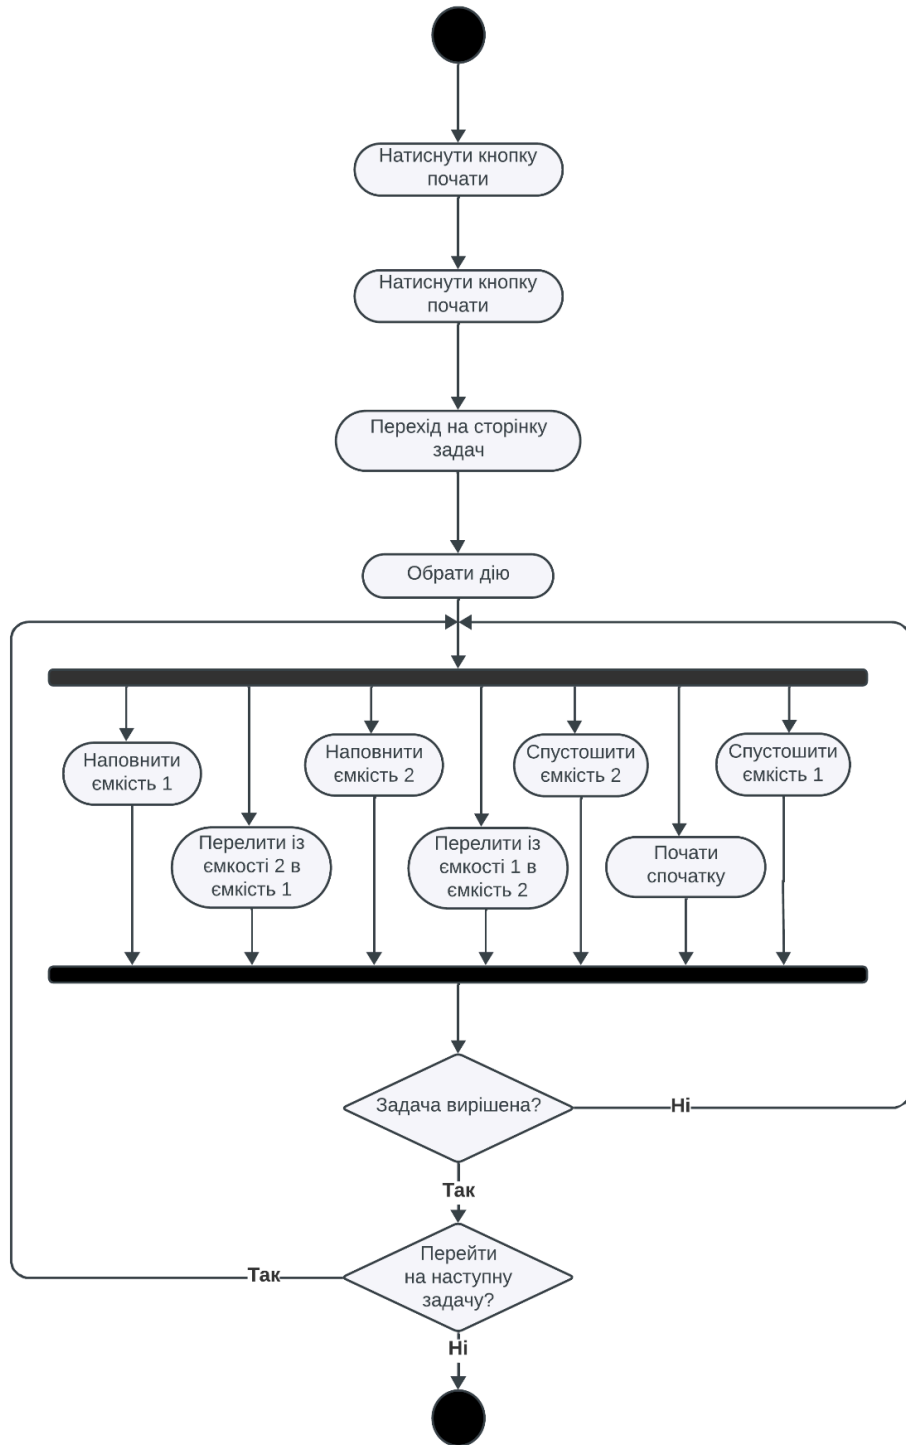 Натиснути кнопку
почати
Натиснути кнопку
почати
Перехід на сторінку
задач
Обрати дію
Наповнити
ємкість 1
Перелити із
ємкості 2 в
ємкість 1
Наповнити
ємкість 2
Перелити із
ємкості 1 в
ємкість 2
Спустошити
ємкість 2
Почати
спочатку
Спустошити
ємкість 1
Задача вирішена?
Ні
Так
Перейти
на наступну
задачу?
Так
Ні